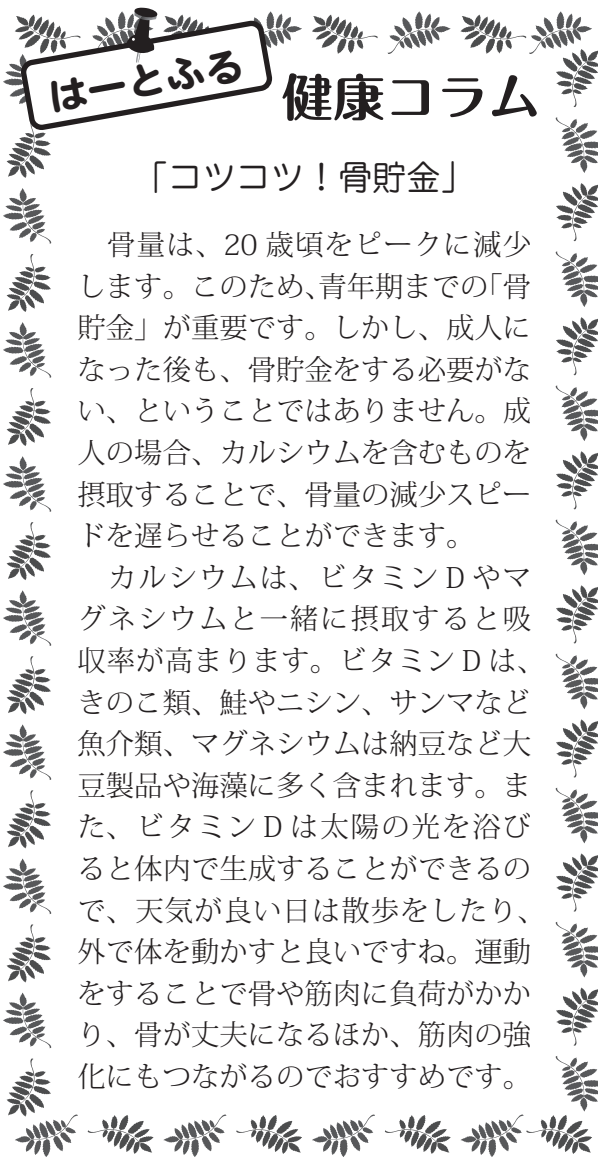 はーとふる
健康コラム
「コツコツ！骨貯金」
　骨量は、20 歳頃をピークに減少
します。このため、青年期までの「骨
貯金」が重要です。しかし、成人に
なった後も、骨貯金をする必要がな
い、ということではありません。成
人の場合、カルシウムを含むものを
摂取することで、骨量の減少スピー
ドを遅らせることができます。
　カルシウムは、ビタミン D やマ
グネシウムと一緒に摂取すると吸
収率が高まります。ビタミン D は、
きのこ類、鮭やニシン、サンマなど
魚介類、マグネシウムは納豆など大
豆製品や海藻に多く含まれます。ま
た、ビタミン D は太陽の光を浴び
ると体内で生成することができるの
で、天気が良い日は散歩をしたり、
外で体を動かすと良いですね。運動
をすることで骨や筋肉に負荷がかか
り、骨が丈夫になるほか、筋肉の強
化にもつながるのでおすすめです。